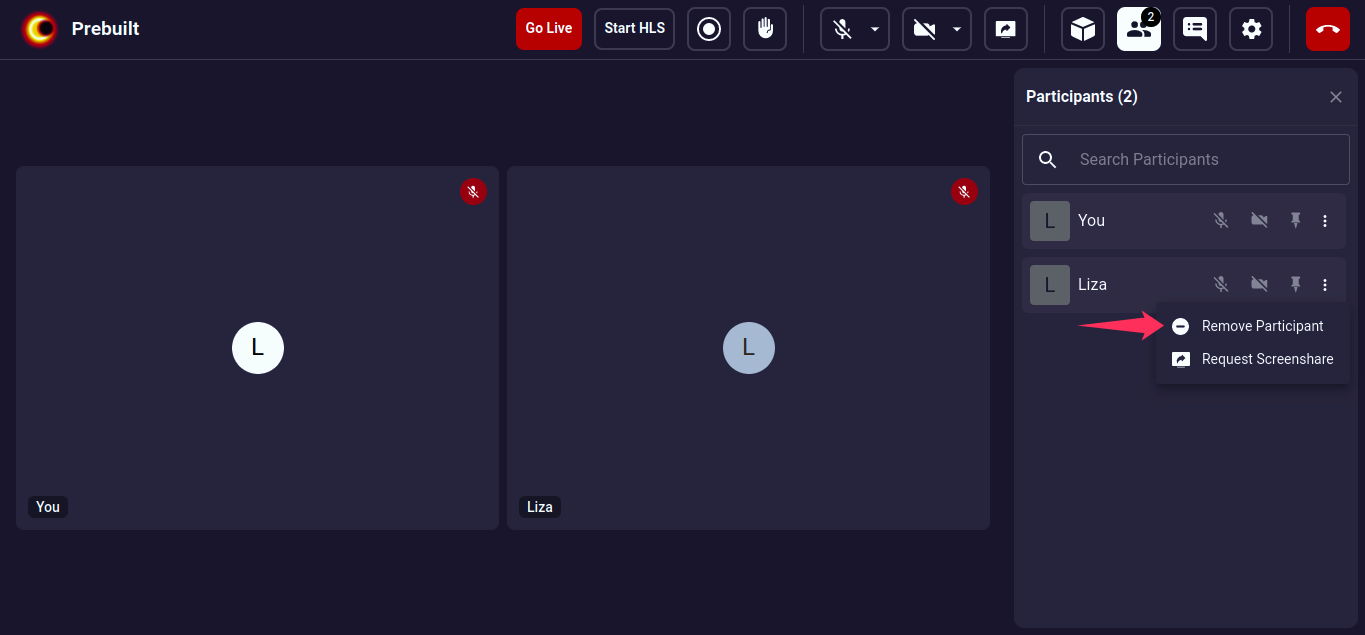 Prebuilt
Go Live
Start HLS
2
Participants (2)
Search Participants
L You
L Liza
Remove Participant
Request Screenshare
L
You
L
Liza